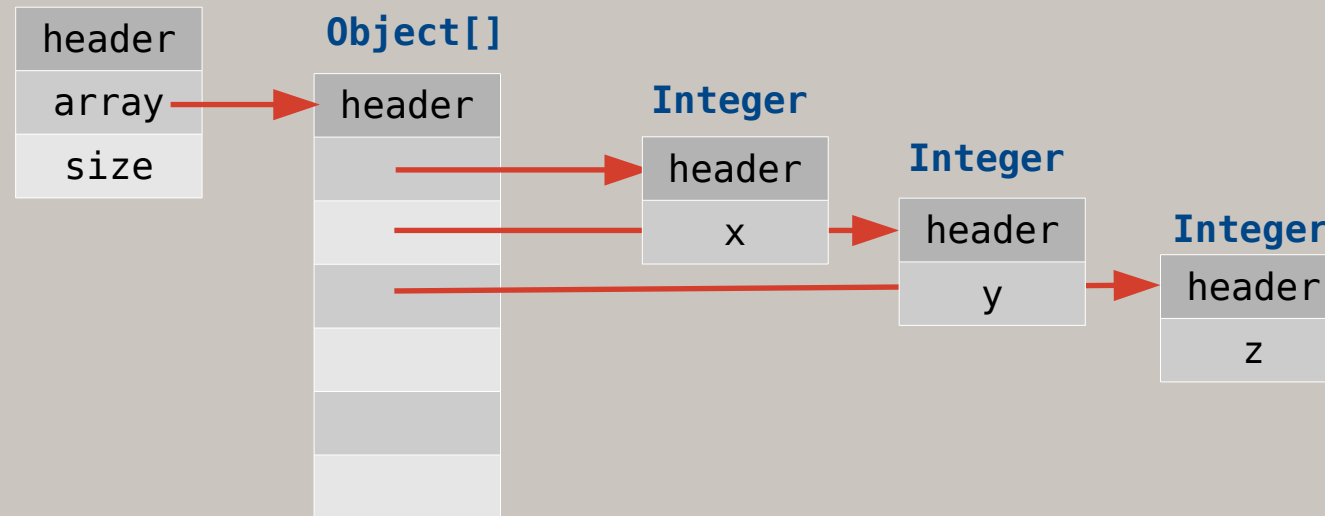 header
array
size
Object[]
header
Integer
header
x
Integer
header
y
Integer
header
z